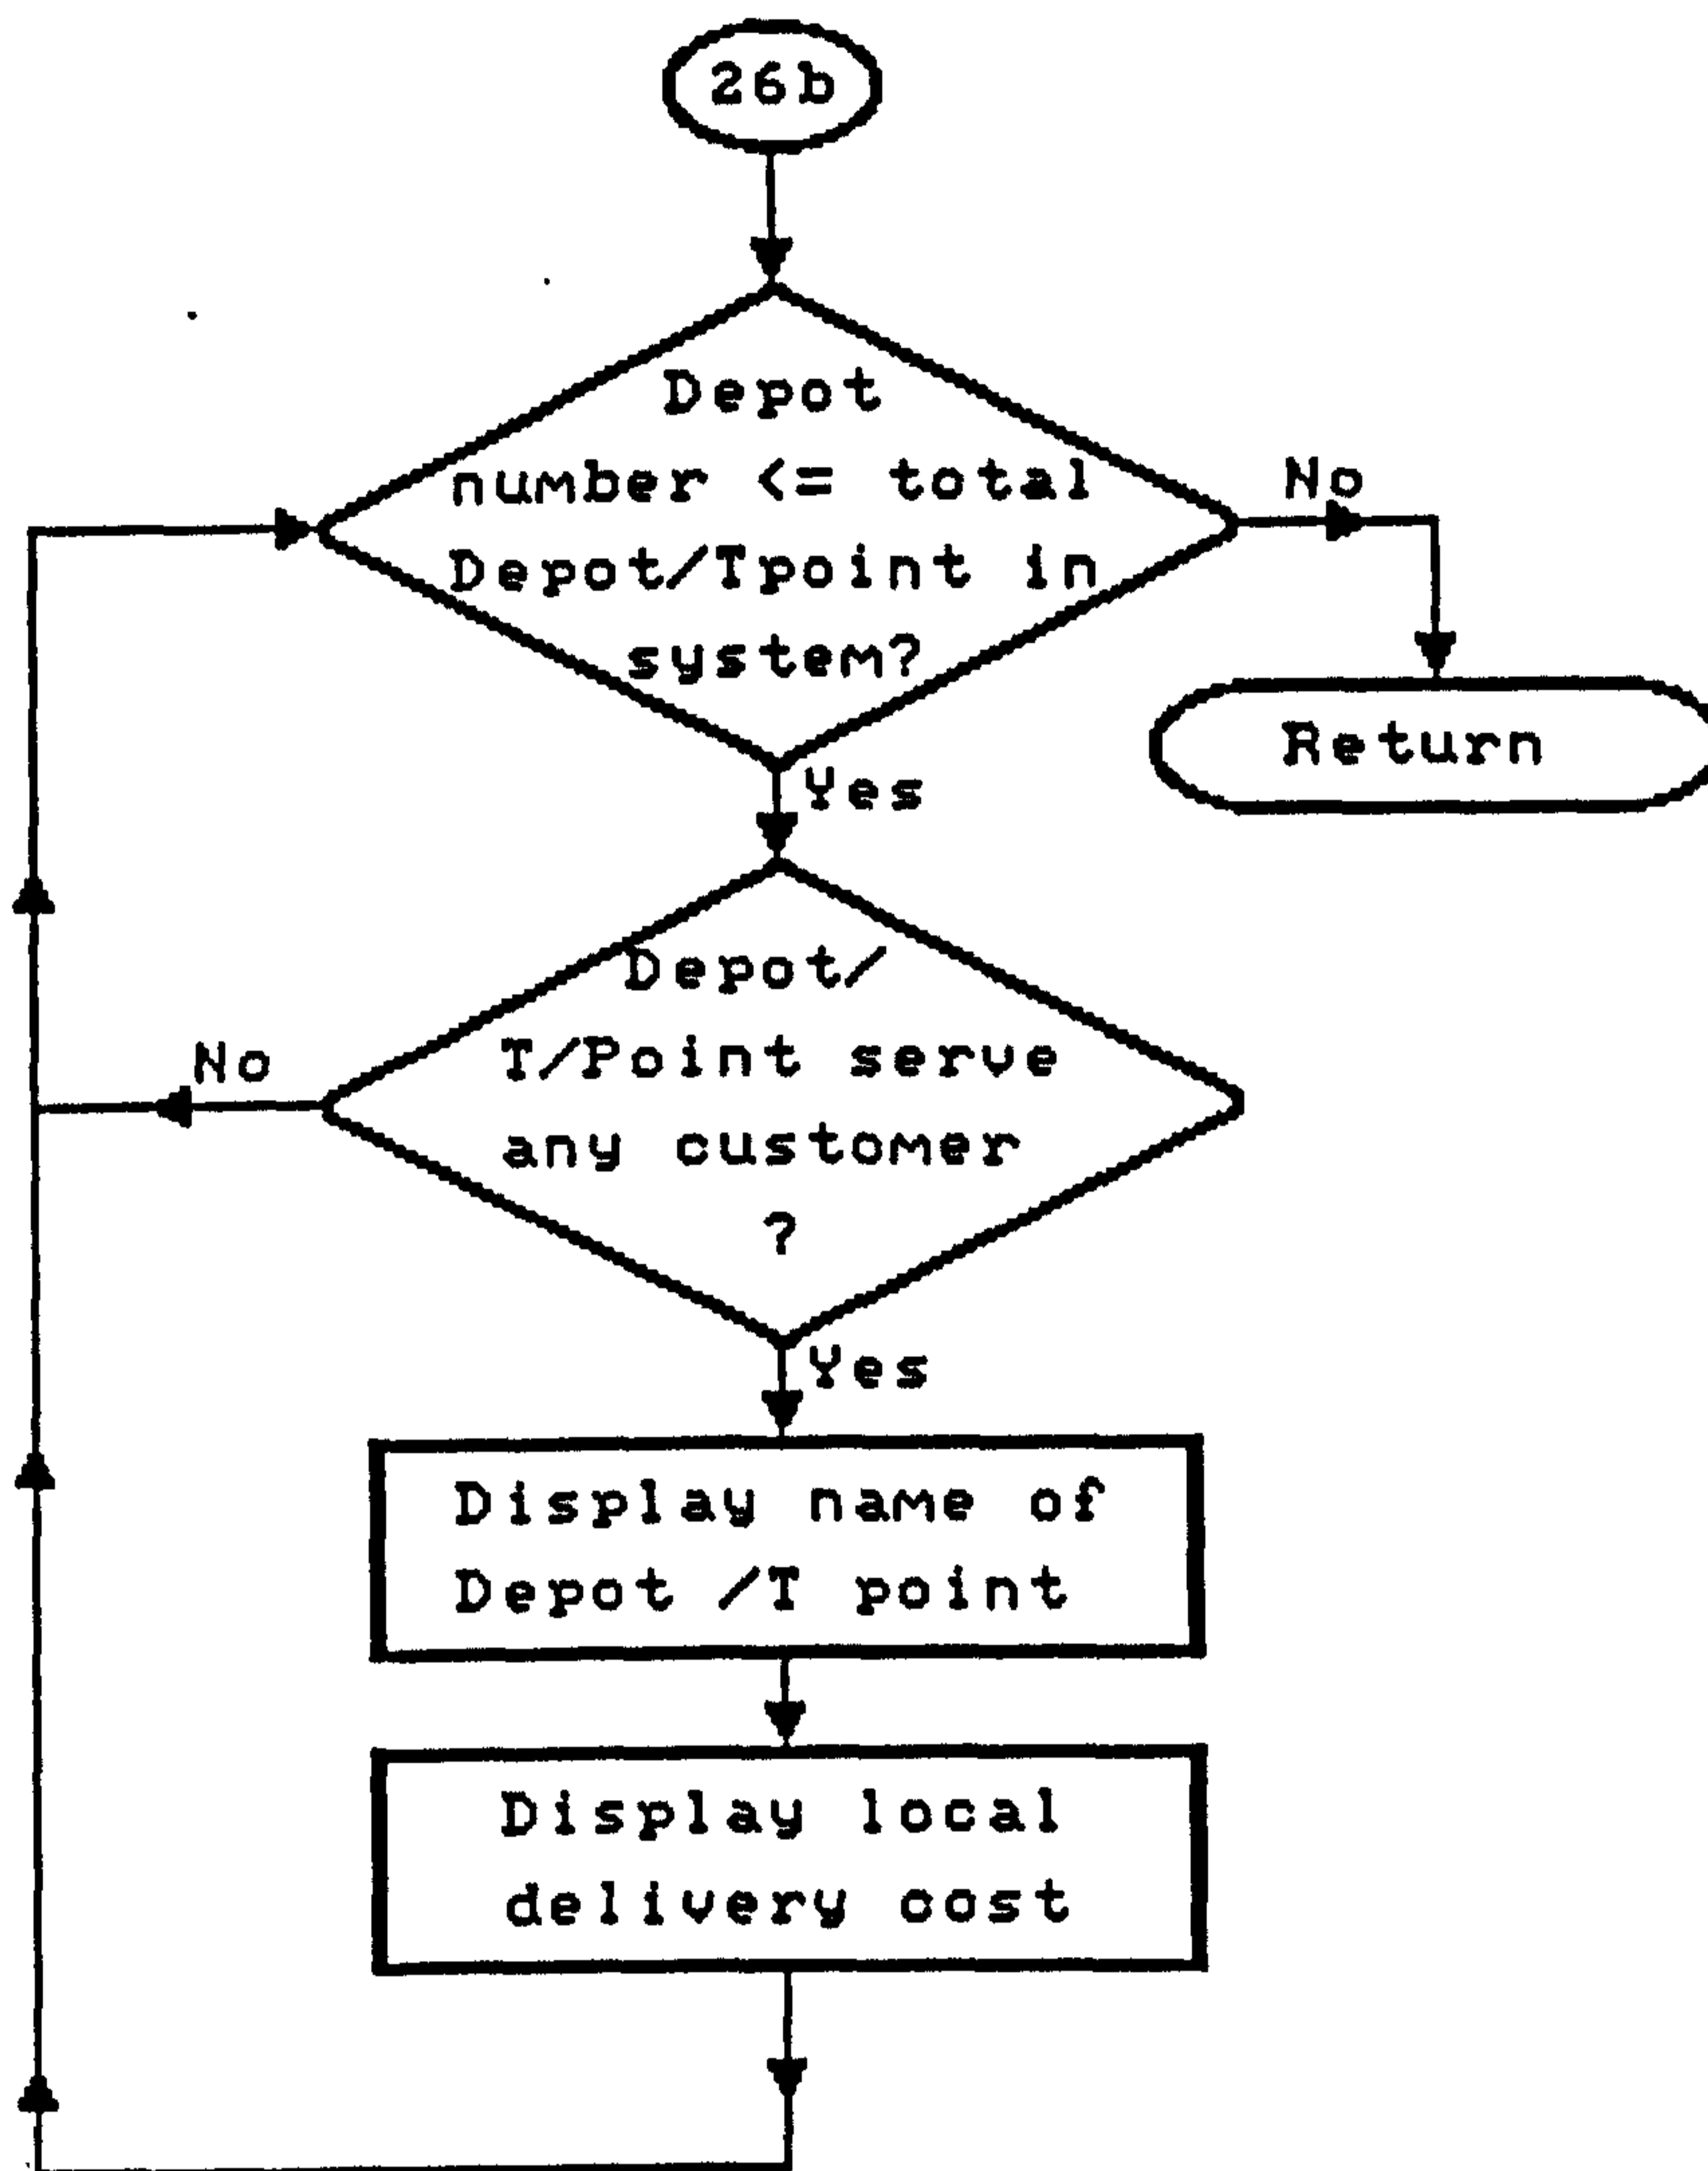 26b
Depot
number <= total
Depot/Tpoint in
system?
No
Return
Yes
Depot/
T/Point serve
any customer
?
No
Yes
Display name of
Depot /T point
Display local
delivery cost